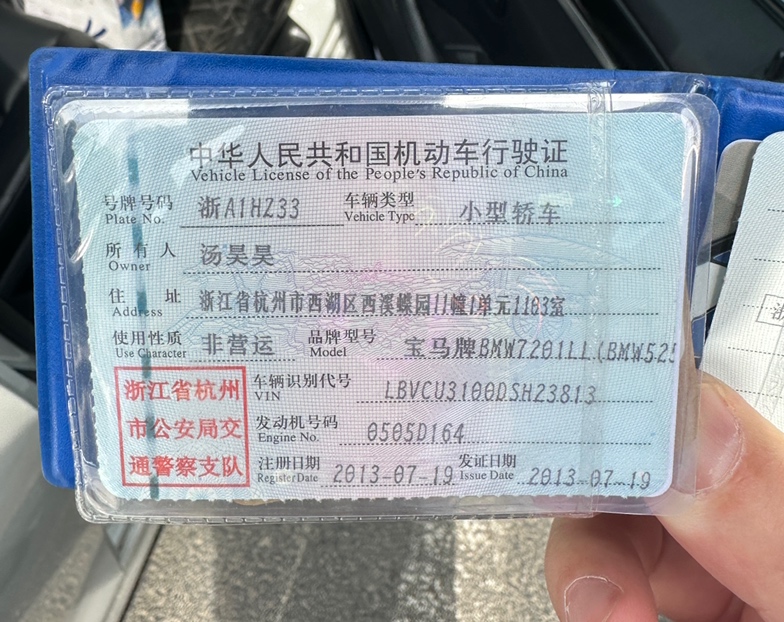 中华人民共和国机动车行驶证
Vehicle License of the People's Republic of China
号牌号码 浙A1HZ33 车辆类型 小型轿车
Plate No. Vehicle Type
所有人 汤昊昊
Owner
住址 浙江省杭州市西湖区西溪蝶园11幢1单元1103室
Address
使用性质 非营运 品牌型号 宝马牌BMW7201LL(BMW525
Use Character Model
浙江省杭州 车辆识别代号 LBVCU3100DSH23813
VIN
市公安局交 发动机号码 0505D164
Engine No.
通警察支队 注册日期 2013-07-19 发证日期 2013-07-19
Register Date Issue Date